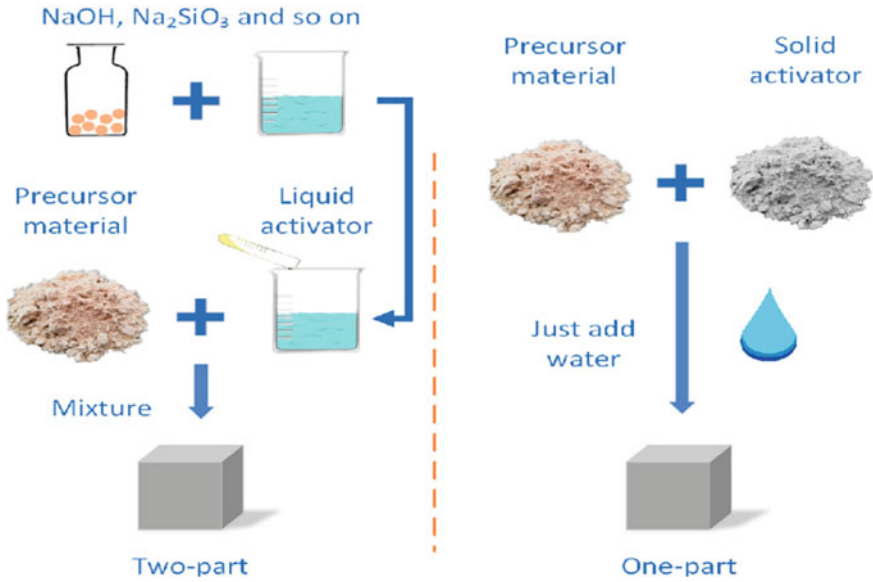 NaOH, Na₂SiO₃ and so on
Precursor
material
Liquid
activator
Mixture
Two-part
Precursor
material
Solid
activator
Just add
water
One-part